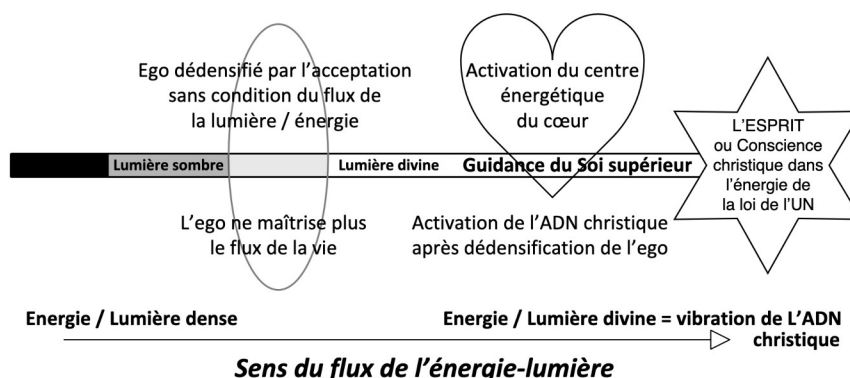 Ego dédensifié par l'acceptation
sans condition du flux de
la lumière / énergie
Activation du centre
énergétique
du cœur
L'ESPRIT
ou Conscience
christique dans
l'énergie de
la loi de l'UN
Lumière sombre
Lumière divine
Guidance du Soi supérieur
L'ego ne maîtrise plus
le flux de la vie
Activation de l'ADN christique
après dédensification de l'ego
Energie / Lumière dense
Energie / Lumière divine = vibration de L'ADN
christique
Sens du flux de l'énergie-lumière